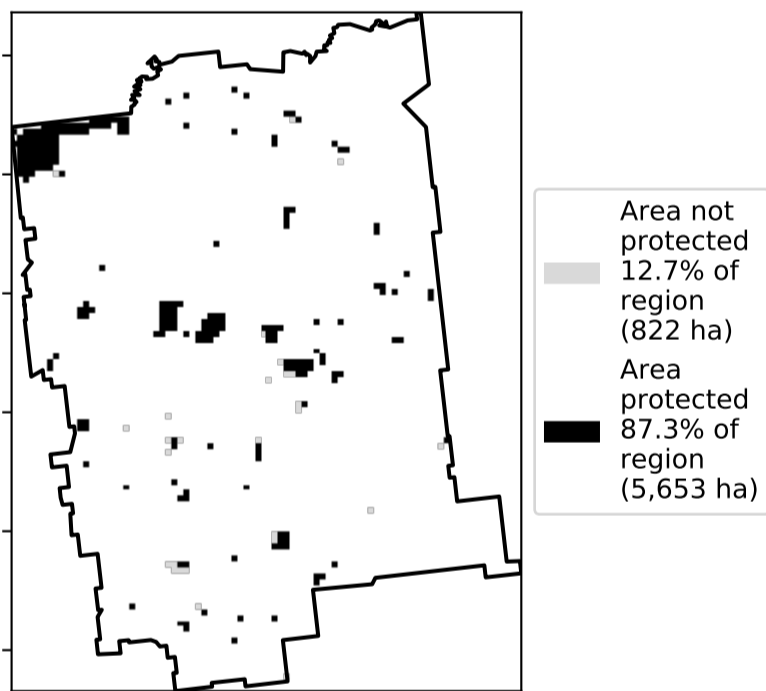 Area not
protected
12.7% of
region
(822 ha)
Area
protected
87.3% of
region
(5,653 ha)